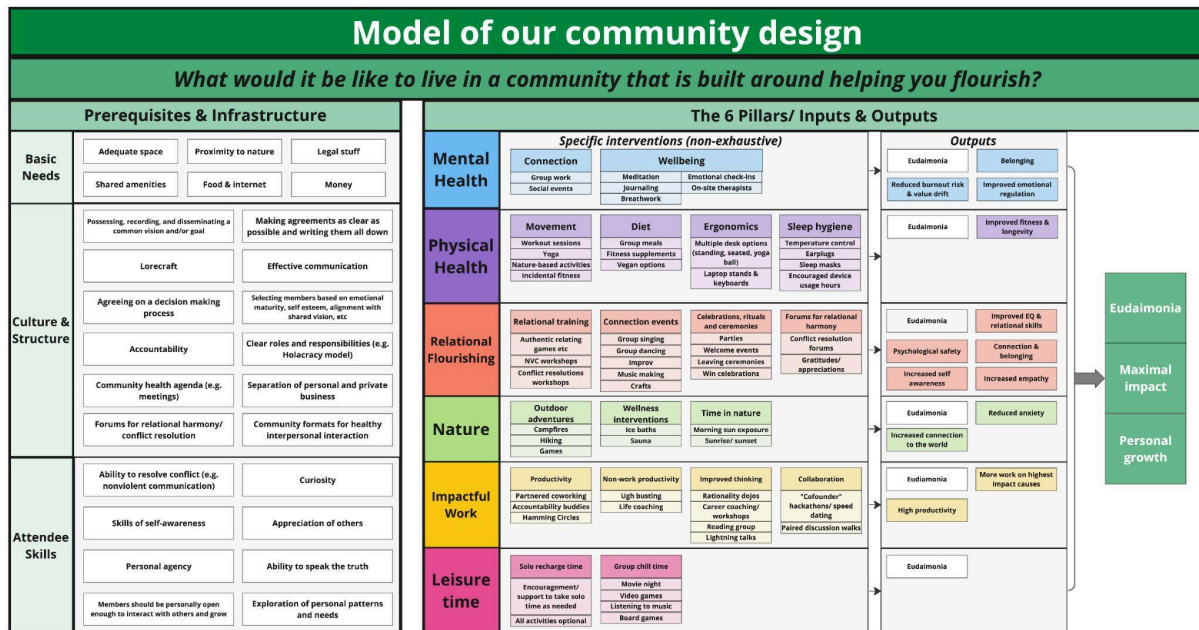 Model of our community design
What would it be like to live in a community that is built around helping you flourish?
Prerequisites & Infrastructure
Basic
Needs
Adequate space
Proximity to nature
Legal stuff
Shared amenities
Food & internet
Money
Culture &
Structure
Possessing, recording, and disseminating a
common vision and/or goal
Making agreements as clear as
possible and writing them all down
Lorecraft
Effective communication
Agreeing on a decision making
process
Selecting members based on emotional
maturity, self esteem, alignment with
shared vision, etc
Accountability
Clear roles and responsibilities (e.g.
Holacracy model)
Community health agenda (e.g.
meetings)
Separation of personal and private
business
Forums for relational harmony/
conflict resolution
Community formats for healthy
interpersonal interaction
Attendee
Skills
Ability to resolve conflict (e.g.
nonviolent communication)
Curiosity
Skills of self-awareness
Appreciation of others
Personal agency
Ability to speak the truth
Members should be personally open
enough to interact with others and grow
Exploration of personal patterns
and needs
The 6 Pillars/ Inputs & Outputs
Specific interventions (non-exhaustive)
Outputs
Mental
Health
Connection
Group work
Social events
Wellbeing
Meditation
Journaling
Breathwork
Emotional check-ins
On-site therapists
Eudaimonia
Belonging
Reduced burnout risk
& value drift
Improved emotional
regulation
Physical
Health
Movement
Workout sessions
Yoga
Nature-based activities
Incidental fitness
Diet
Group meals
Fitness supplements
Vegan options
Ergonomics
Multiple desk options
(standing, seated, yoga
ball)
Laptop stands &
keyboards
Sleep hygiene
Temperature control
Earplugs
Sleep masks
Encouraged device
usage hours
Eudaimonia
Improved fitness &
longevity
Relational
Flourishing
Relational training
Authentic relating
games etc
NVC workshops
Conflict resolutions
workshops
Connection events
Group singing
Group dancing
Improv
Music making
Crafts
Celebrations, rituals
and ceremonies
Parties
Welcome events
Leaving ceremonies
Win celebrations
Forums for relational
harmony
Conflict resolution
forums
Gratitudes/
appreciations
Eudaimonia
Improved EQ &
relational skills
Psychological safety
Connection &
belonging
Increased self
awareness
Increased empathy
Nature
Outdoor
adventures
Campfires
Hiking
Games
Wellness
interventions
Ice baths
Sauna
Time in nature
Morning sun exposure
Sunrise/ sunset
Eudaimonia
Reduced anxiety
Increased connection
to the world
Impactful
Work
Productivity
Partnered coworking
Accountability buddies
Hamming Circles
Non-work productivity
Ugh busting
Life coaching
Improved thinking
Rationality dojos
Career coaching/
workshops
Reading group
Lightning talks
Collaboration
"Cofounder"
hackathons/ speed
dating
Paired discussion walks
Eudiamonia
More work on highest
impact causes
High productivity
Leisure
time
Solo recharge time
Encouragement/
support to take solo
time as needed
All activities optional
Group chill time
Movie night
Video games
Listening to music
Board games
Eudaimonia
Eudaimonia
Maximal
impact
Personal
growth